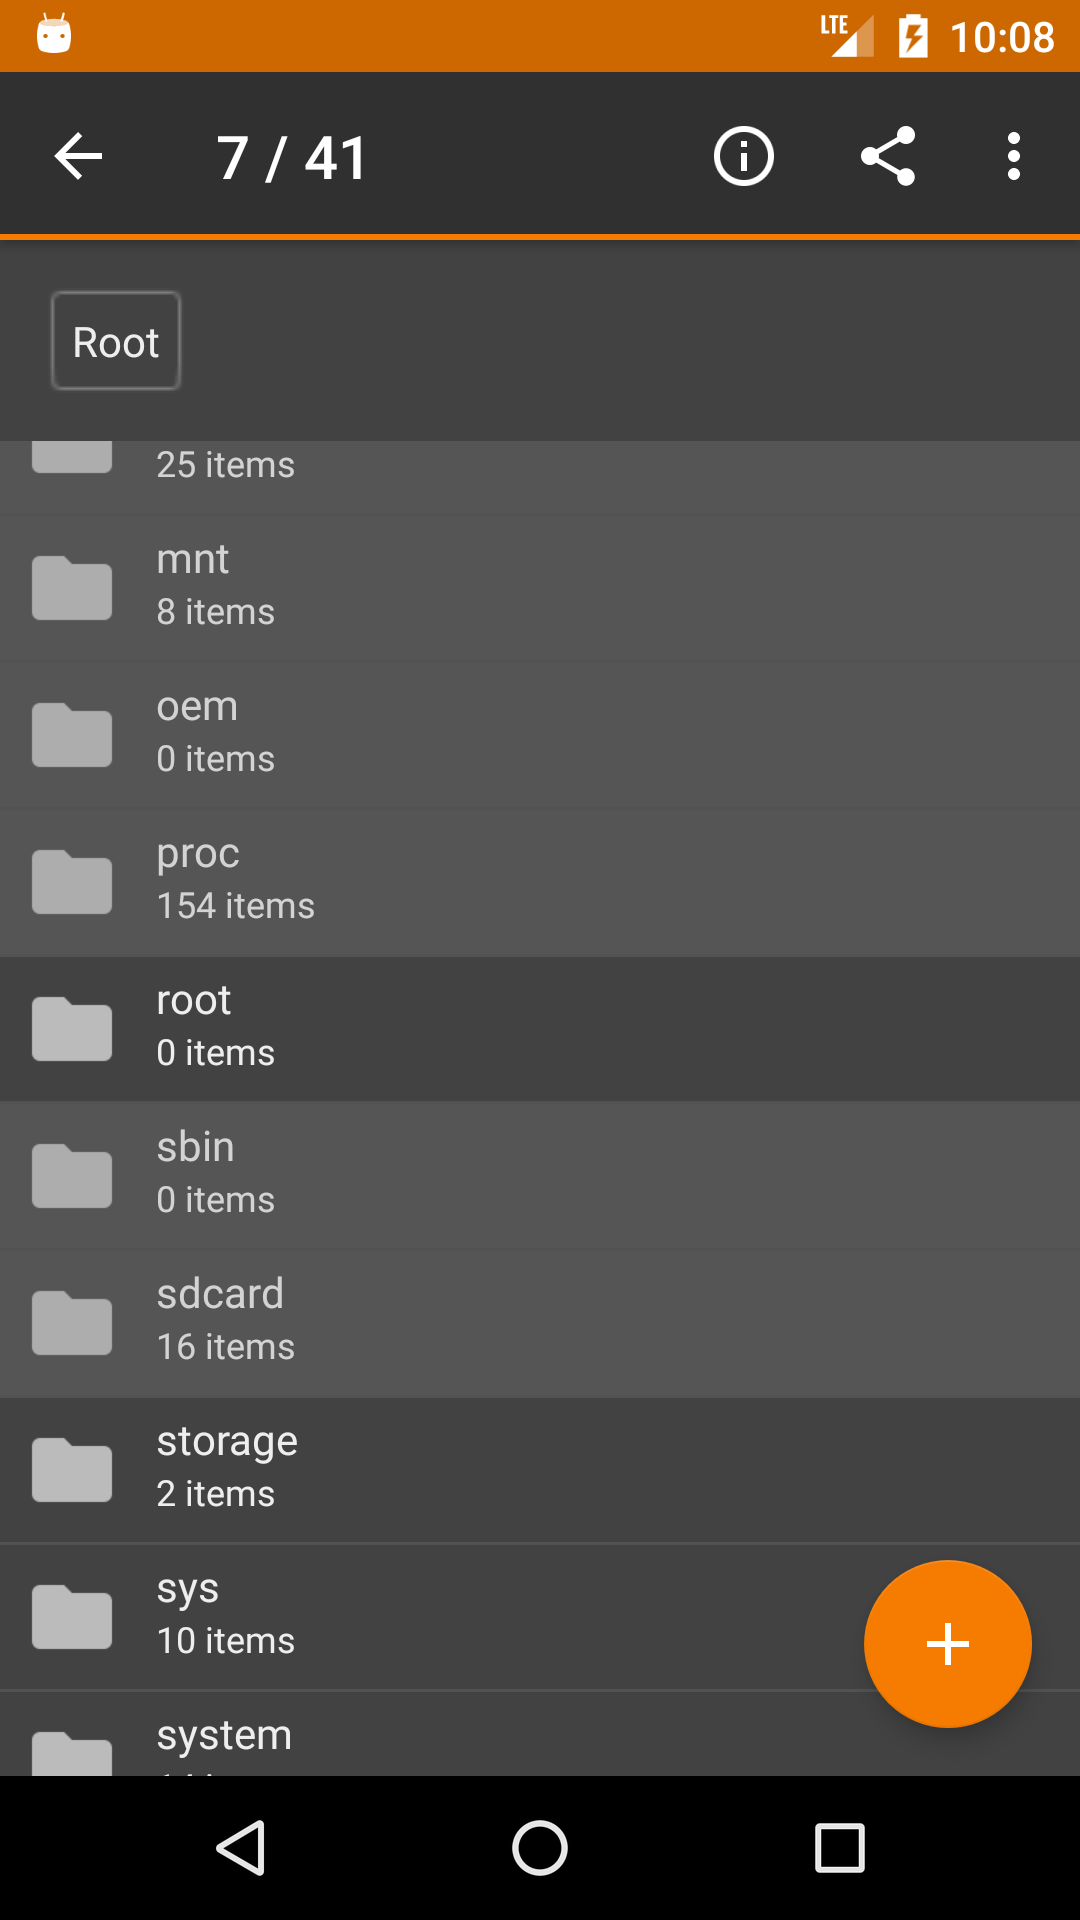 LTE 10:08
7 / 41
Root
25 items
mnt
8 items
oem
0 items
proc
154 items
root
0 items
sbin
0 items
sdcard
16 items
storage
2 items
sys
10 items
system